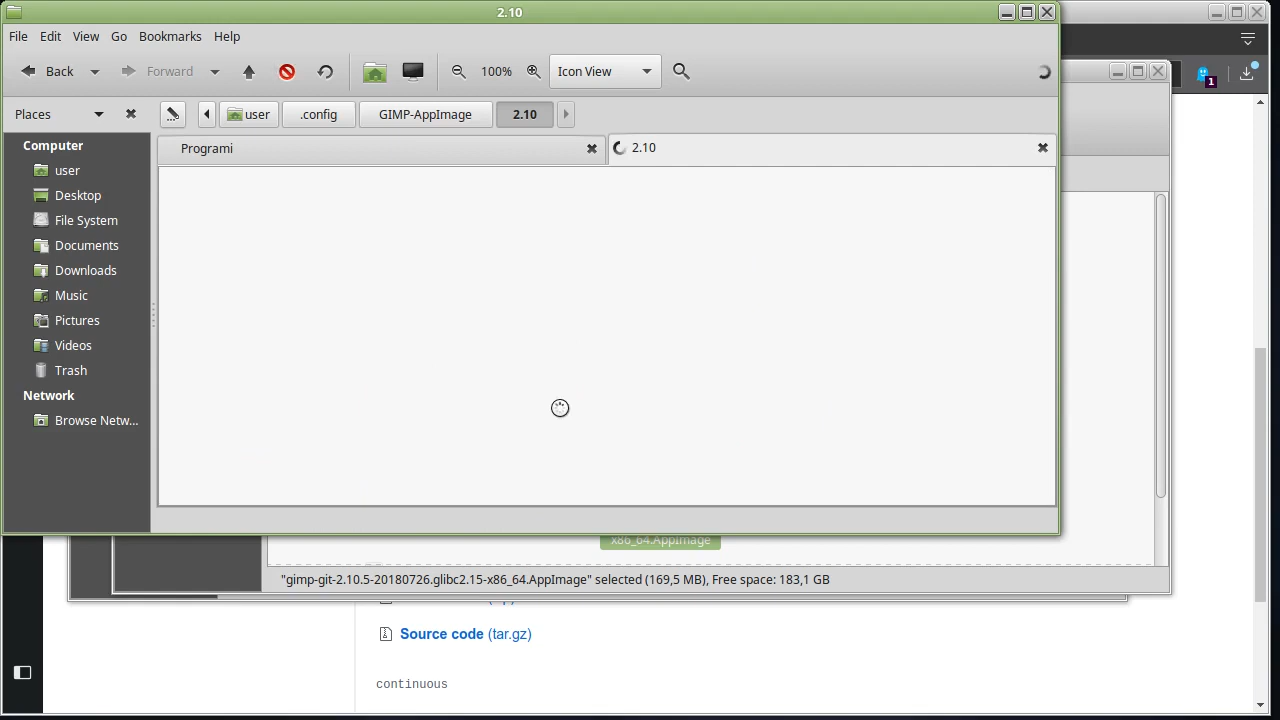 2.10
File Edit View Go Bookmarks Help
Back Forward 100% Icon View
1
Places user .config GIMP-AppImage 2.10
Computer
Programi 2.10
user
Desktop
File System
Documents
Downloads
Music
Pictures
Videos
Trash
Network
Browse Netw...
x86_64.AppImage
"gimp-git-2.10.5-20180726.glibc2.15-x86_64.AppImage" selected (169,5 MB), Free space: 183,1 GB
Source code (tar.gz)
continuous